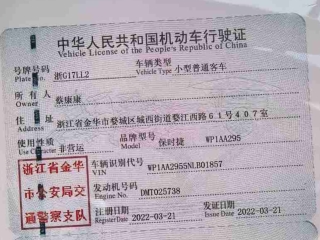 中华人民共和国机动车行驶证
Vehicle License of the People's Republic of China
号牌号码 浙G17LL2 车辆类型 小型普通客车
Plate No. Vehicle Type
所有人 蔡康康
Owner
住址 浙江省金华市婺城区城西街道婺江西路61号407室
Address
使用性质 非营运 品牌型号 保时捷 WP1AA295
Use Character Model
浙江省金华
市公安局交
通警察支队
车辆识别代号 WP1AA2955NLB01857
VIN
发动机号码 DMT025738
Engine No.
注册日期 2022-03-21 发证日期 2022-03-21
Register Date Issue Date